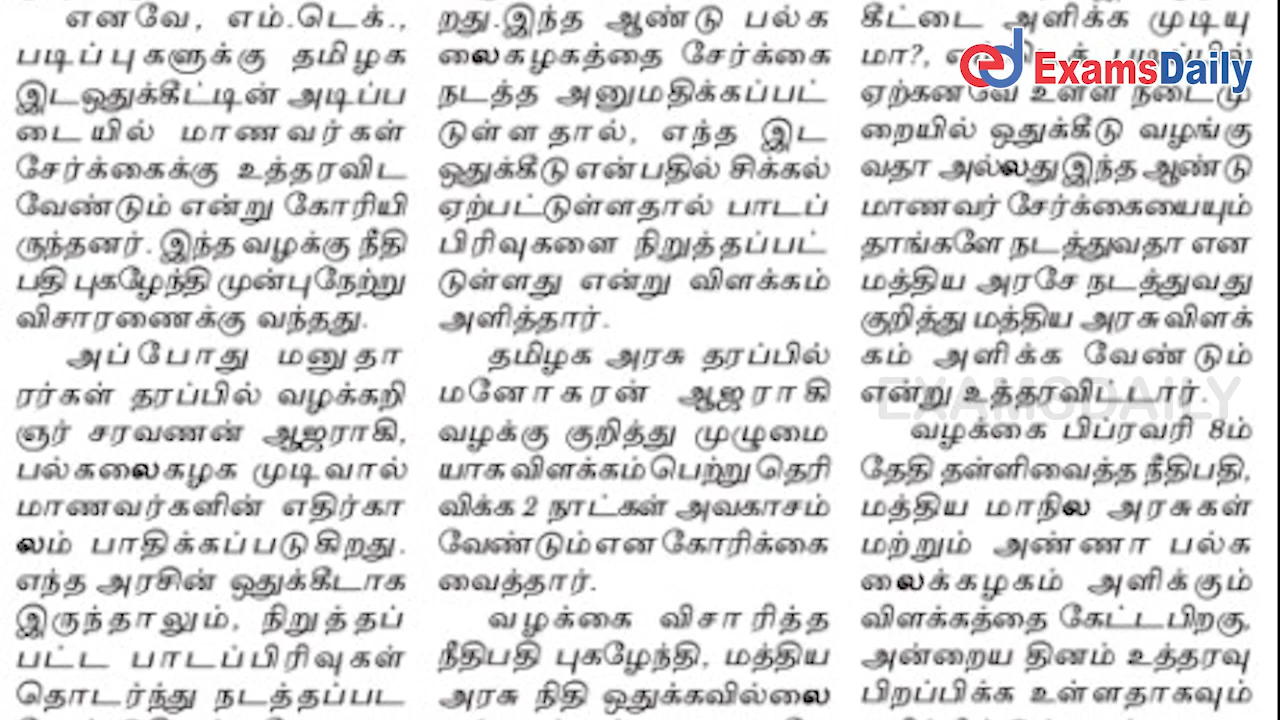 எனவே, எம்.டெக்.,
படிப்புகளுக்கு தமிழக
இடஒதுக்கீட்டின் அடிப்ப
டையில் மாணவர்கள்
சேர்க்கைக்கு உத்தரவிட
வேண்டும் என்று கோரியி
ருந்தனர். இந்த வழக்கு நீதி
பதி புகழேந்தி முன்பு நேற்று
விசாரணைக்கு வந்தது.
அப்போது மனுதா
ரர்கள் தரப்பில் வழக்கறி
ஞர் சரவணன் ஆஜராகி,
பல்கலைகழக முடிவால்
மாணவர்களின் எதிர்கா
லம் பாதிக்கப்படுகிறது.
எந்த அரசின் ஒதுக்கீடாக
இருந்தாலும், நிறுத்தப்
பட்ட பாடப்பிரிவுகள்
தொடர்ந்து நடத்தப்பட
றது.இந்த ஆண்டு பல்க
லைகழகத்தை சேர்க்கை
நடத்த அனுமதிக்கப்பட்
டுள்ளதால், எந்த இட
ஒதுக்கீடு என்பதில் சிக்கல்
ஏற்பட்டுள்ளதால் பாடப்
பிரிவுகளை நிறுத்தப்பட்
டுள்ளது என்று விளக்கம்
அளித்தார்.
தமிழக அரசு தரப்பில்
மனோகரன் ஆஜராகி
வழக்கு குறித்து முழுமை
யாக விளக்கம் பெற்று தெரி
விக்க 2 நாட்கள் அவகாசம்
வேண்டும் என கோரிக்கை
வைத்தார்.
வழக்கை விசாரித்த
நீதிபதி புகழேந்தி, மத்திய
அரசு நிதி ஒதுக்கவில்லை
கீட்டை அளிக்க முடியு
மா?,
ExamsDaily
ஏற்கனவே உள்ள நடைமு
றையில் ஒதுக்கீடு வழங்கு
வதா அல்லது இந்த ஆண்டு
மாணவர் சேர்க்கையையும்
தாங்களே நடத்துவதா என
மத்திய அரசே நடத்துவது
குறித்து மத்திய அரசு விளக்
கம் அளிக்க வேண்டும்
என்று உத்தரவிட்டார்.
EXAMSDAILY
வழக்கை பிப்ரவரி 8ம்
தேதி தள்ளிவைத்த நீதிபதி,
மத்திய மாநில அரசுகள்
மற்றும் அண்ணா பல்க
லைக்கழகம் அளிக்கும்
விளக்கத்தை கேட்டபிறகு,
அன்றைய தினம் உத்தரவு
பிறப்பிக்க உள்ளதாகவும்